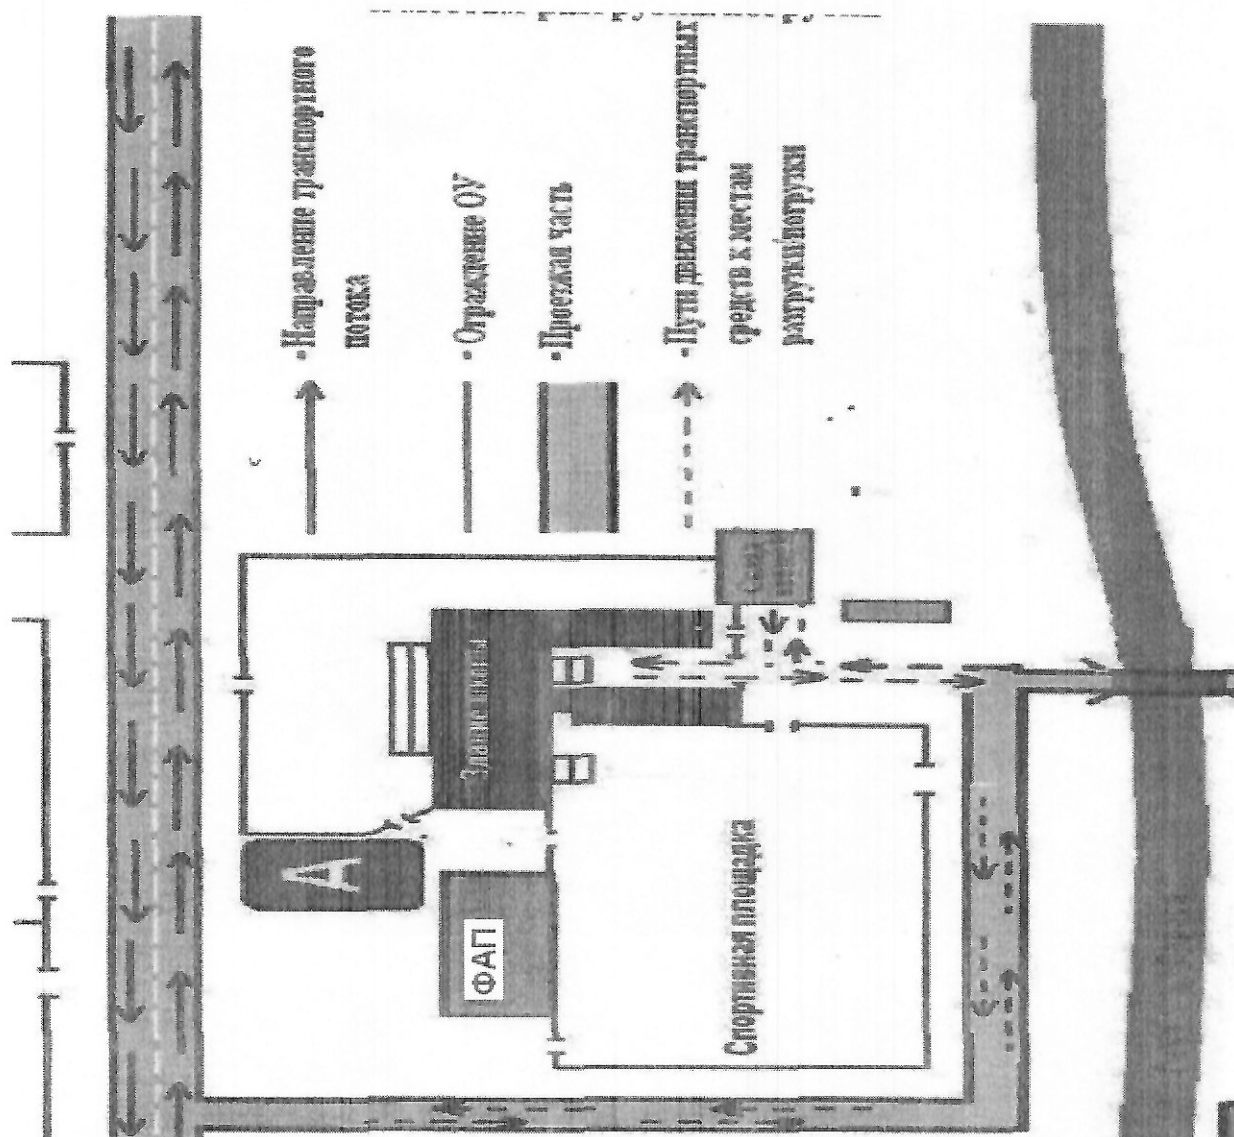 • Направление транспортного
потока
• Ограждение ОУ
• Проезжая часть
• Пути движения транспортных
средств к местам
разгрузки/погрузки
Здание школы
А
ФАП
Спортивная площадка